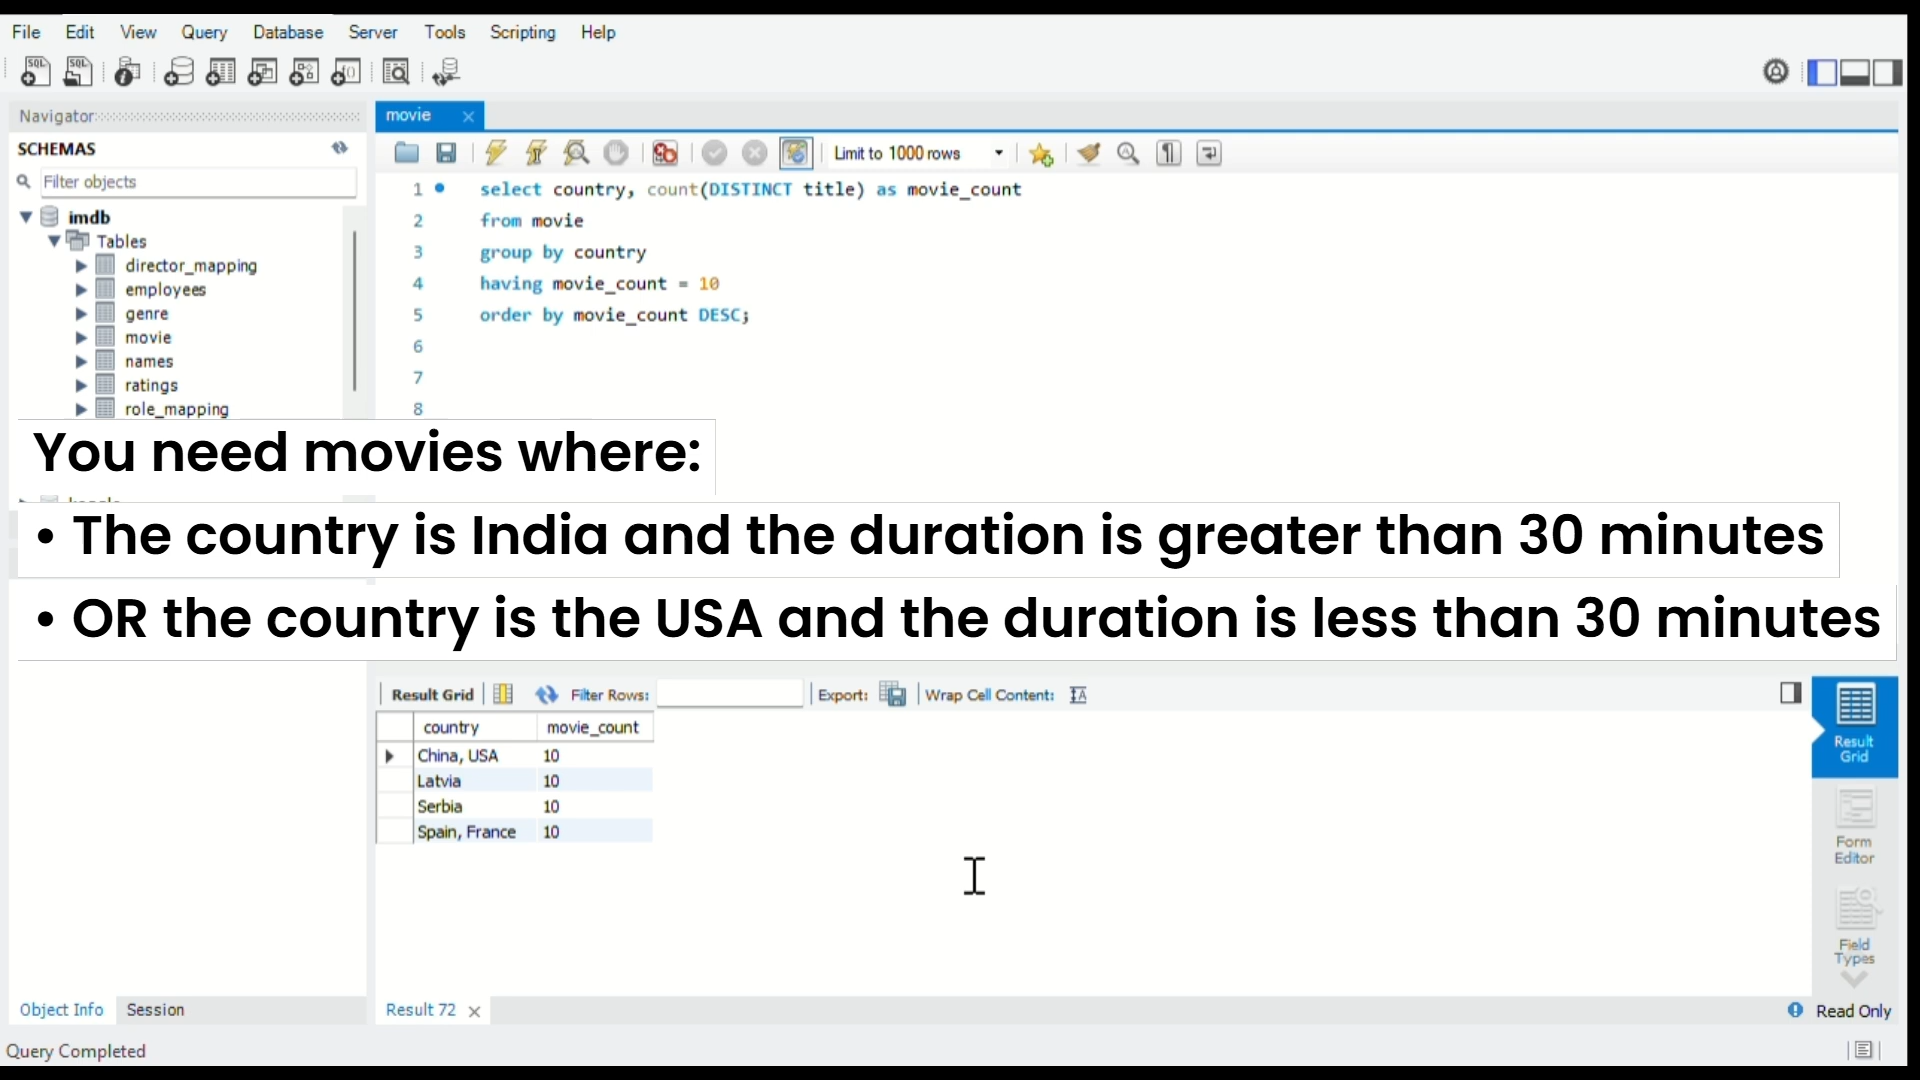 File Edit View Query Database Server Tools Scripting Help
Navigator
movie
SCHEMAS
Limit to 1000 rows
Filter objects
imdb
Tables
director_mapping
employees
genre
movie
names
ratings
role_mapping
1 select country, count(DISTINCT title) as movie_count
2 from movie
3 group by country
4 having movie_count = 10
5 order by movie_count DESC;
6
7
8
You need movies where:
• The country is India and the duration is greater than 30 minutes
• OR the country is the USA and the duration is less than 30 minutes
Result Grid Filter Rows: Export: Wrap Cell Content:
country movie_count
China, USA 10
Latvia 10
Serbia 10
Spain, France 10
Result
Grid
Form
Editor
Field
Types
Object Info Session
Result 72
Read Only
Query Completed